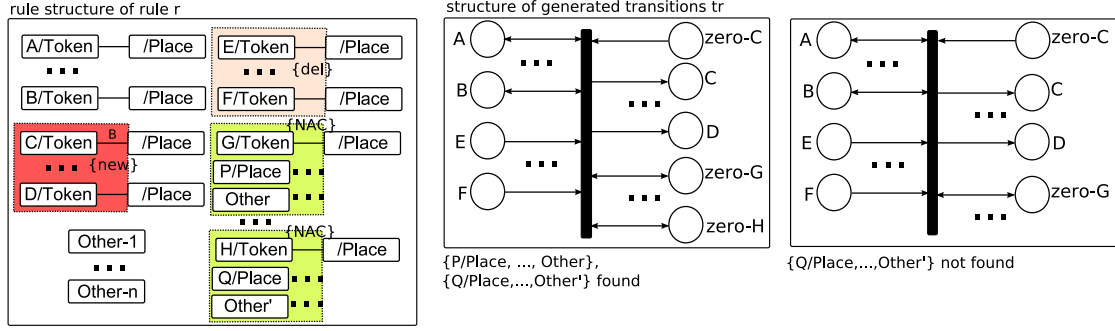 rule structure of rule r
A/Token /Place
...
B/Token /Place
E/Token /Place
... {del}
F/Token /Place
C/Token B /Place
... {new}
D/Token /Place
{NAC}
G/Token /Place
P/Place ...
Other ...
...
{NAC}
H/Token /Place
Q/Place ...
Other' ...
Other-1
...
Other-n
structure of generated transitions tr
A zero-C
...
B C
...
E D
...
zero-G
F ...
zero-H
{P/Place, ..., Other},
{Q/Place,...,Other'} found
A zero-C
...
B C
...
E D
...
F zero-G
...
{Q/Place,...,Other'} not found